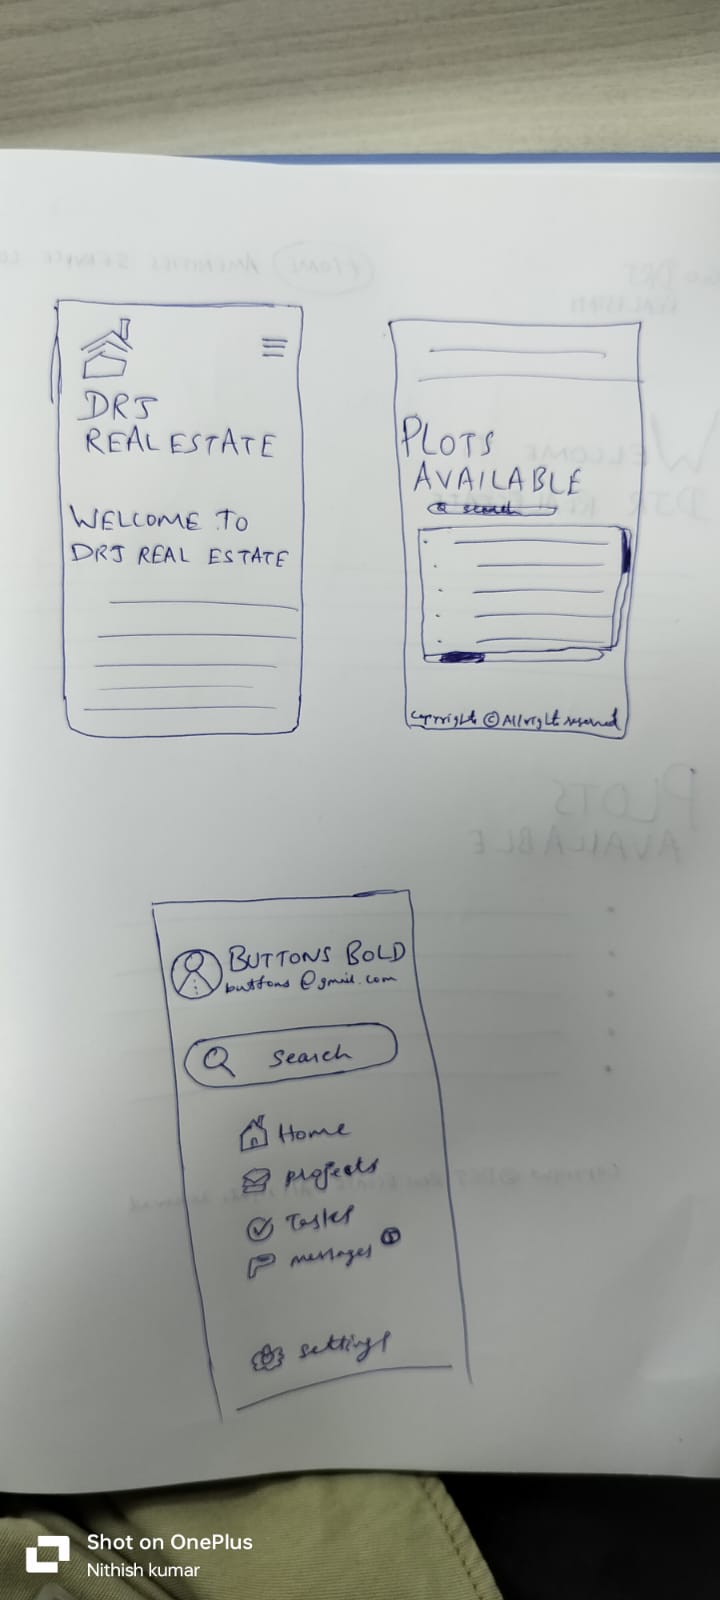 DRJ
REAL ESTATE
WELCOME TO
DRJ REAL ESTATE
PLOTS
AVAILABLE
search
Copyright © All right reserved
BUTTONS BOLD
buttons@gmail.com
Search
Home
Projects
Tasks
messages
settings
Shot on OnePlus
Nithish kumar